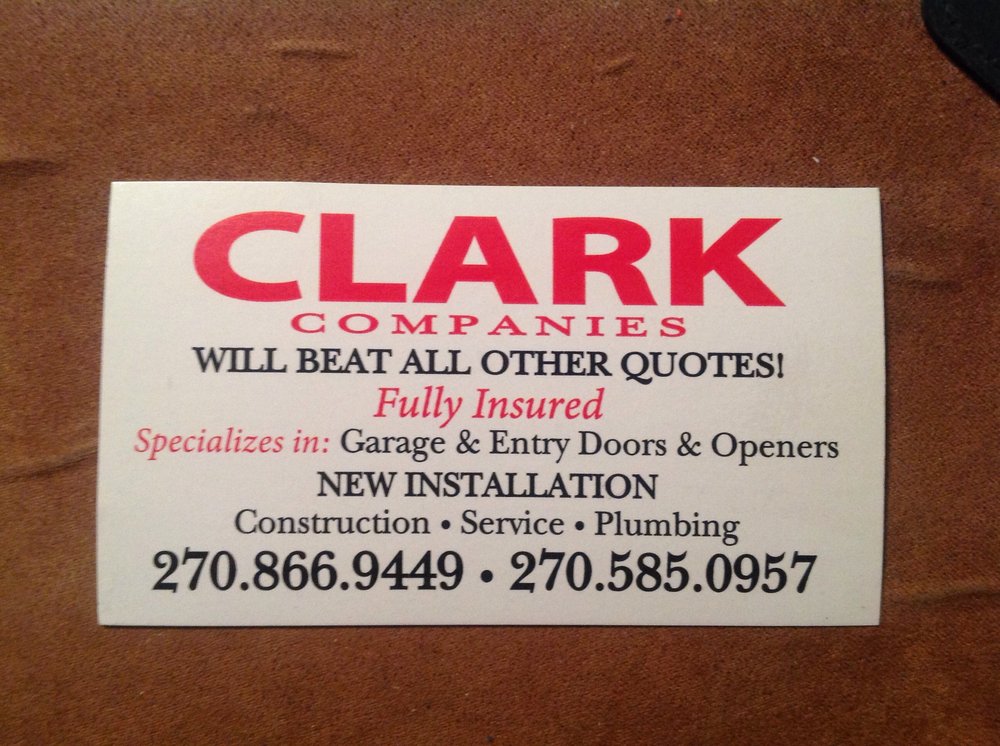 CLARK
COMPANIES
WILL BEAT ALL OTHER QUOTES!
Fully Insured
Specializes in: Garage & Entry Doors & Openers
NEW INSTALLATION
Construction • Service • Plumbing
270.866.9449 • 270.585.0957